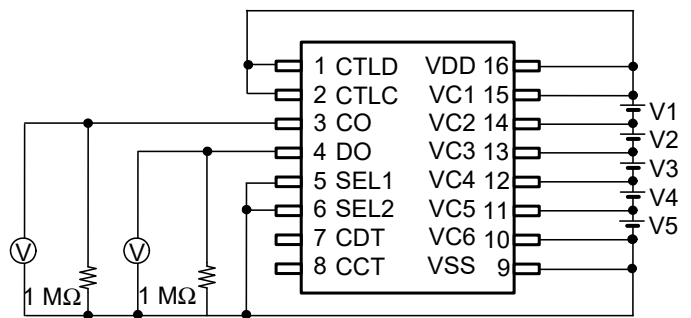 1 CTLD VDD 16
2 CTLC VC1 15
V1
3 CO VC2 14
V2
4 DO VC3 13
V3
5 SEL1 VC4 12
V4
6 SEL2 VC5 11
V5
V V 7 CDT VC6 10
8 CCT VSS 9
1 MΩ 1 MΩ